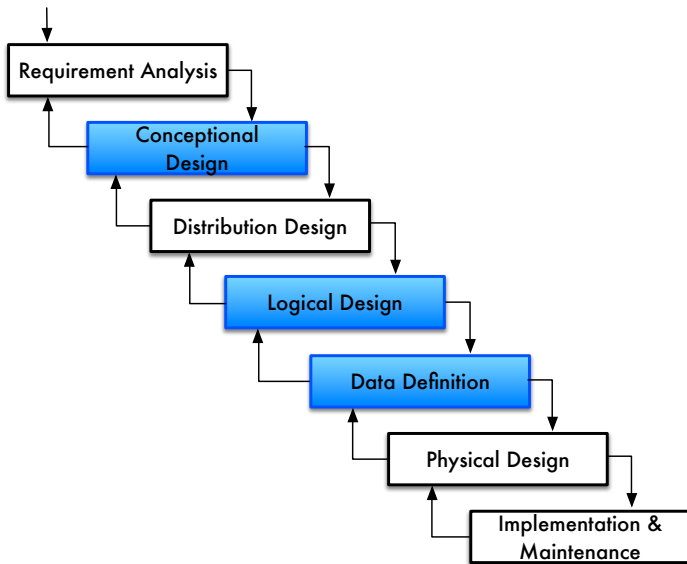 Requirement Analysis
Conceptional
Design
Distribution Design
Logical Design
Data Definition
Physical Design
Implementation &
Maintenance